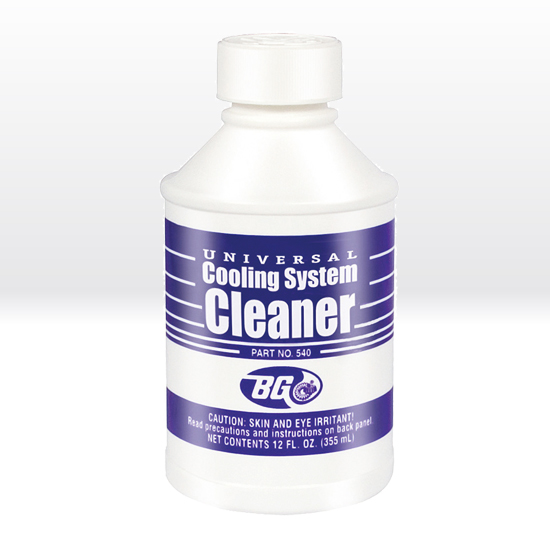 UNIVERSAL
Cooling System
Cleaner
PART NO. 540
BG
CAUTION: SKIN AND EYE IRRITANT!
Read precautions and instructions on back panel.
NET CONTENTS 12 FL. OZ. (355 mL)